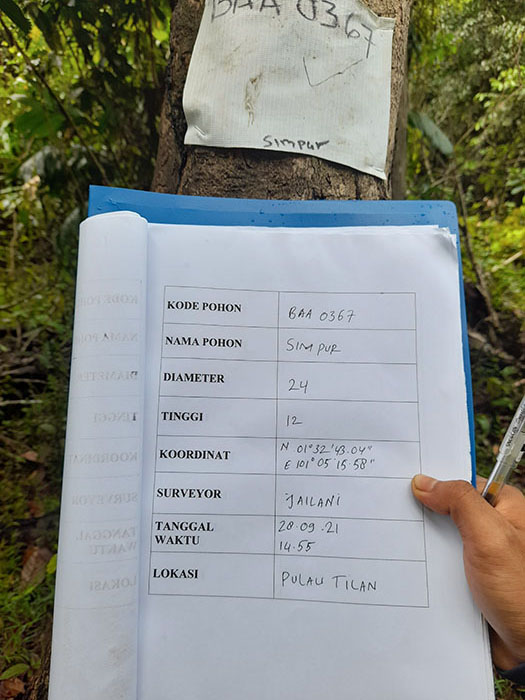 BAA 0367
Simpur
KODE POHON BAA 0367
NAMA POHON SIMPUR
DIAMETER 24
TINGGI 12
KOORDINAT N 01°32'43.04"
E 101°05'15.58"
SURVEYOR JAILANI
TANGGAL 28.09.21
WAKTU 14.55
LOKASI PULAU TILAN